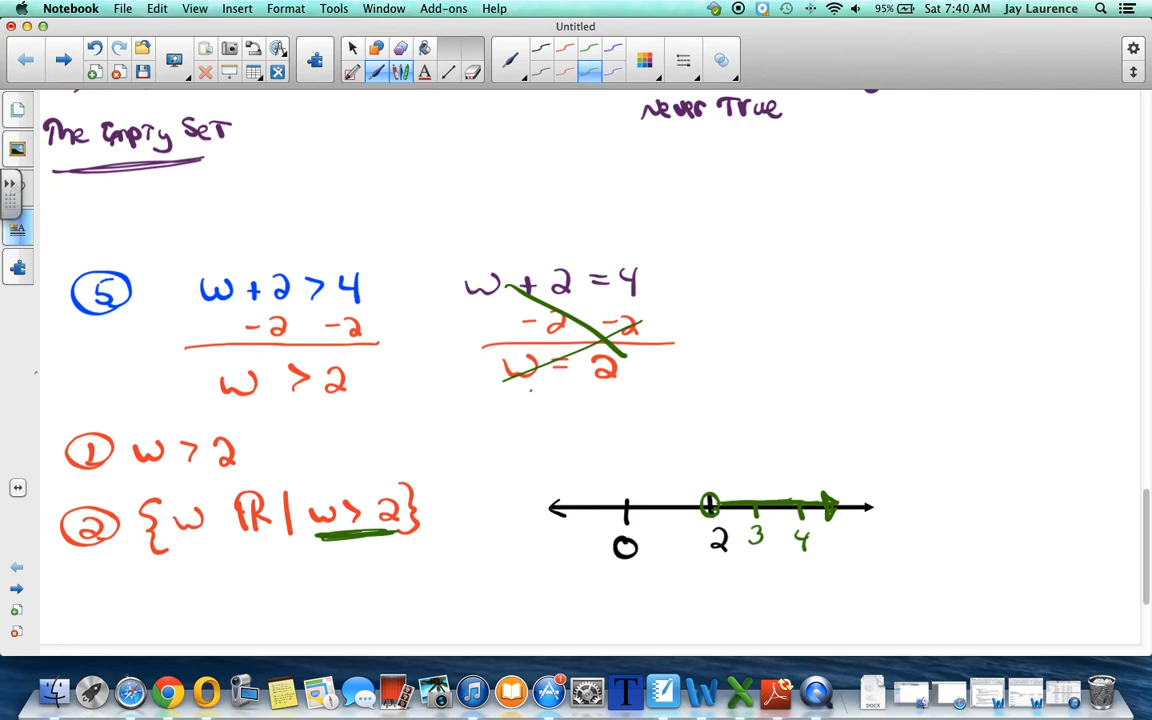 Notebook File Edit View Insert Format Tools Window Add-ons Help 95% Sat 7:40 AM Jay Laurence
Untitled
Never True
The Empty Set
5 w + 2 > 4 w + 2 = 4
-2 -2 -2 -2
w > 2 w = 2
1 w > 2
2 {w ℝ | w > 2}
0 2 3 4